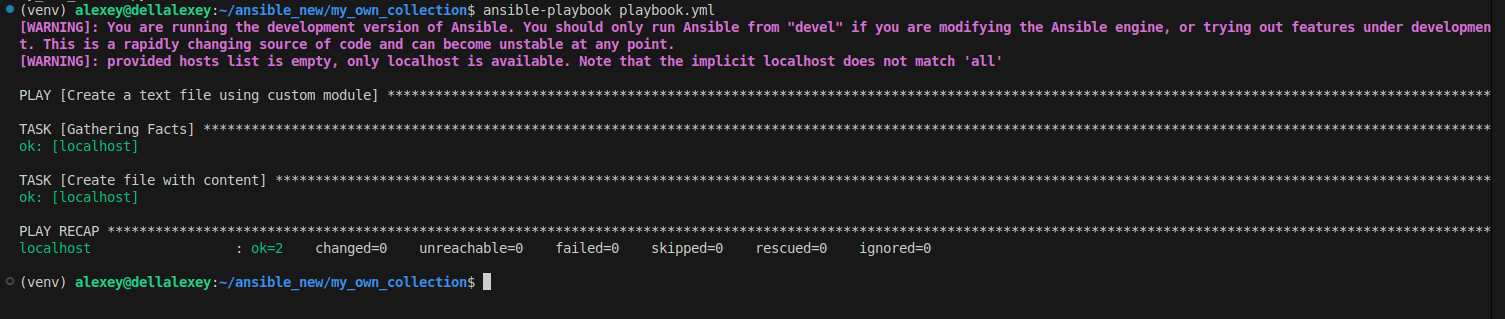 (venv) alexey@dellalexey:~/ansible_new/my_own_collection$ ansible-playbook playbook.yml
[WARNING]: You are running the development version of Ansible. You should only run Ansible from "devel" if you are modifying the Ansible engine, or trying out features under developmen
t. This is a rapidly changing source of code and can become unstable at any point.
[WARNING]: provided hosts list is empty, only localhost is available. Note that the implicit localhost does not match 'all'
PLAY [Create a text file using custom module] ******************************************************************************************************************************************
TASK [Gathering Facts] *****************************************************************************************************************************************************************
ok: [localhost]
TASK [Create file with content] ********************************************************************************************************************************************************
ok: [localhost]
PLAY RECAP *****************************************************************************************************************************************************************************
localhost                  : ok=2    changed=0    unreachable=0    failed=0    skipped=0    rescued=0    ignored=0
(venv) alexey@dellalexey:~/ansible_new/my_own_collection$